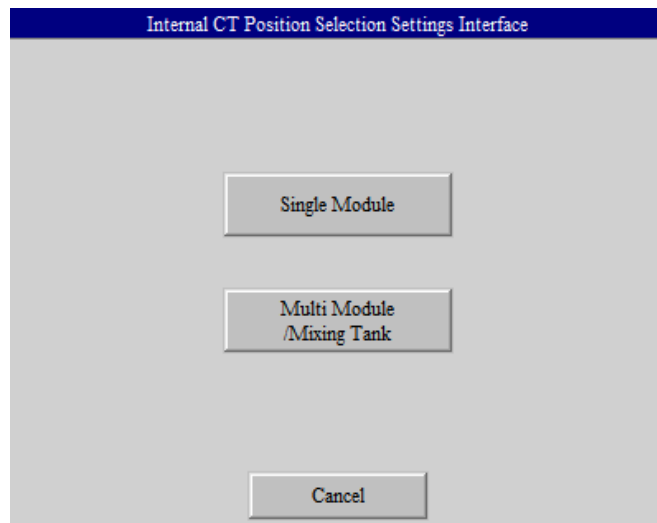 Internal CT Position Selection Settings Interface
Single Module
Multi Module
/Mixing Tank
Cancel